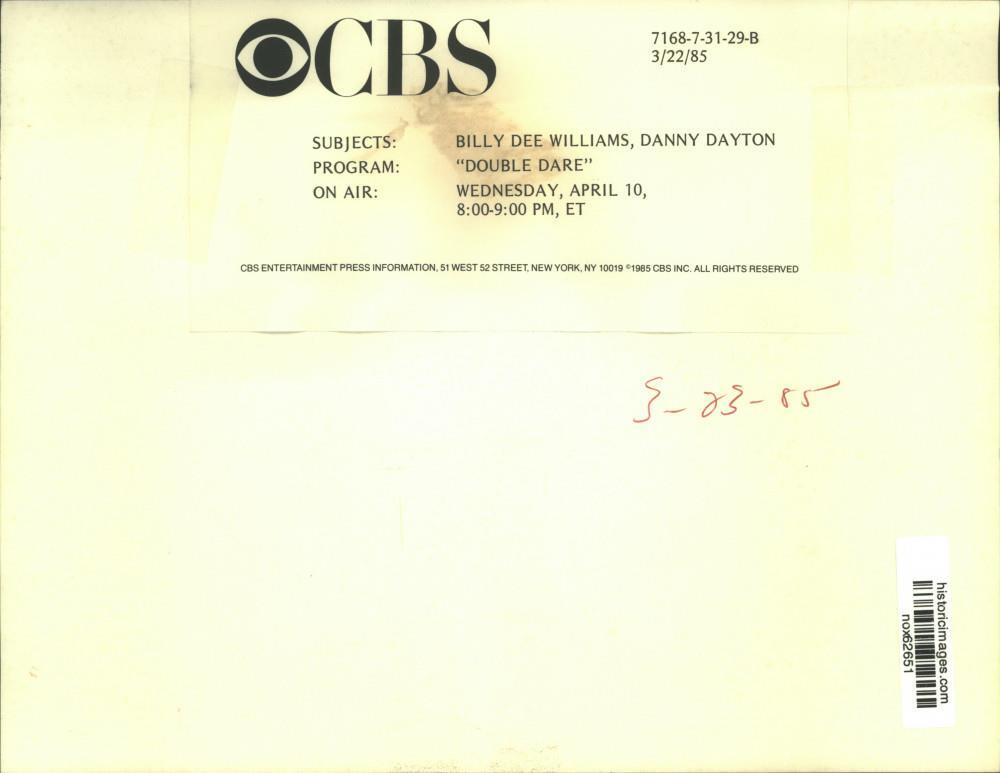 CBS
7168-7-31-29-B
3/22/85
SUBJECTS: BILLY DEE WILLIAMS, DANNY DAYTON
PROGRAM: "DOUBLE DARE"
ON AIR: WEDNESDAY, APRIL 10,
8:00-9:00 PM, ET
CBS ENTERTAINMENT PRESS INFORMATION, 51 WEST 52 STREET, NEW YORK, NY 10019 ©1985 CBS INC. ALL RIGHTS RESERVED
3-23-85
historicimages.com
nox62651